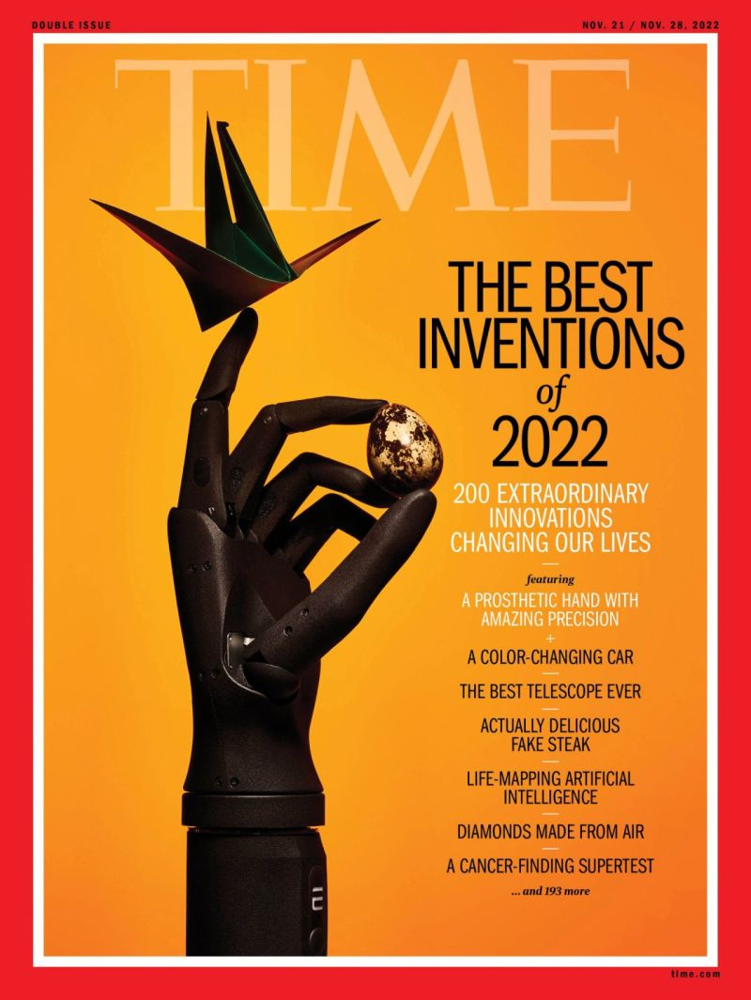 DOUBLE ISSUE
NOV. 21 / NOV. 28, 2022
TIME
THE BEST
INVENTIONS
of
2022
200 EXTRAORDINARY
INNOVATIONS
CHANGING OUR LIVES
featuring
A PROSTHETIC HAND WITH
AMAZING PRECISION
+
A COLOR-CHANGING CAR
THE BEST TELESCOPE EVER
ACTUALLY DELICIOUS
FAKE STEAK
LIFE-MAPPING ARTIFICIAL
INTELLIGENCE
DIAMONDS MADE FROM AIR
A CANCER-FINDING SUPERTEST
... and 193 more
time.com